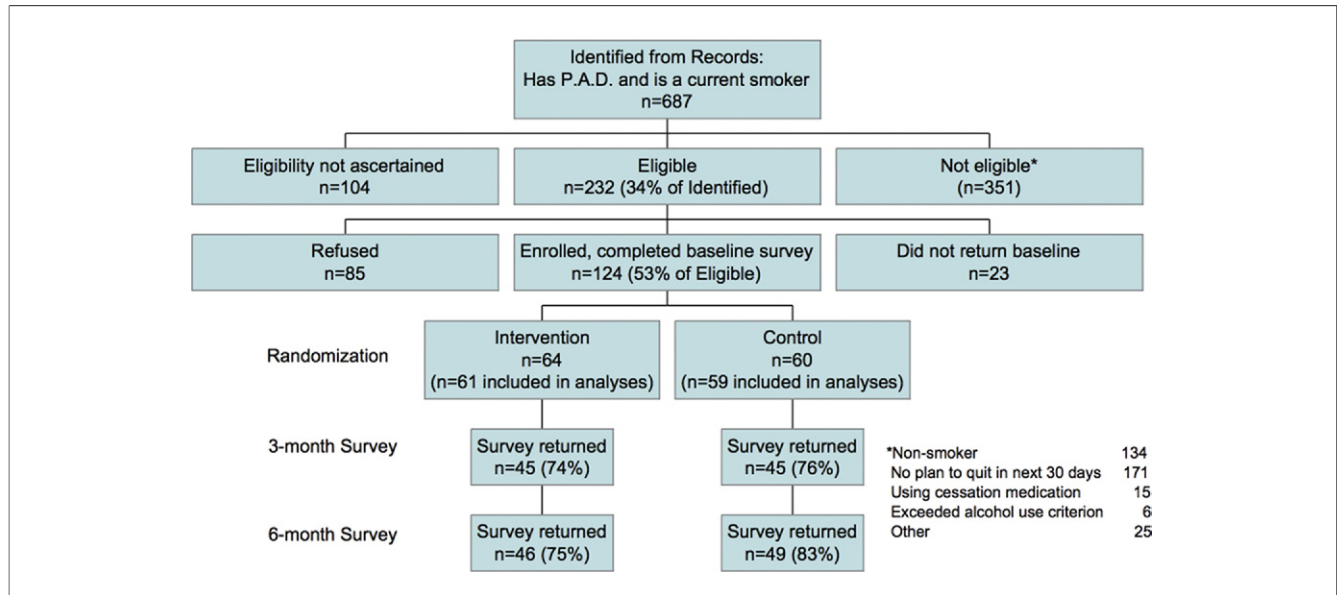 Identified from Records:
Has P.A.D. and is a current smoker
n=687
Eligibility not ascertained
n=104
Eligible
n=232 (34% of Identified)
Not eligible*
(n=351)
Refused
n=85
Enrolled, completed baseline survey
n=124 (53% of Eligible)
Did not return baseline
n=23
Randomization
Intervention
n=64
(n=61 included in analyses)
Control
n=60
(n=59 included in analyses)
3-month Survey
Survey returned
n=45 (74%)
Survey returned
n=45 (76%)
6-month Survey
Survey returned
n=46 (75%)
Survey returned
n=49 (83%)
*Non-smoker 134
No plan to quit in next 30 days 171
Using cessation medication 15
Exceeded alcohol use criterion 6
Other 25